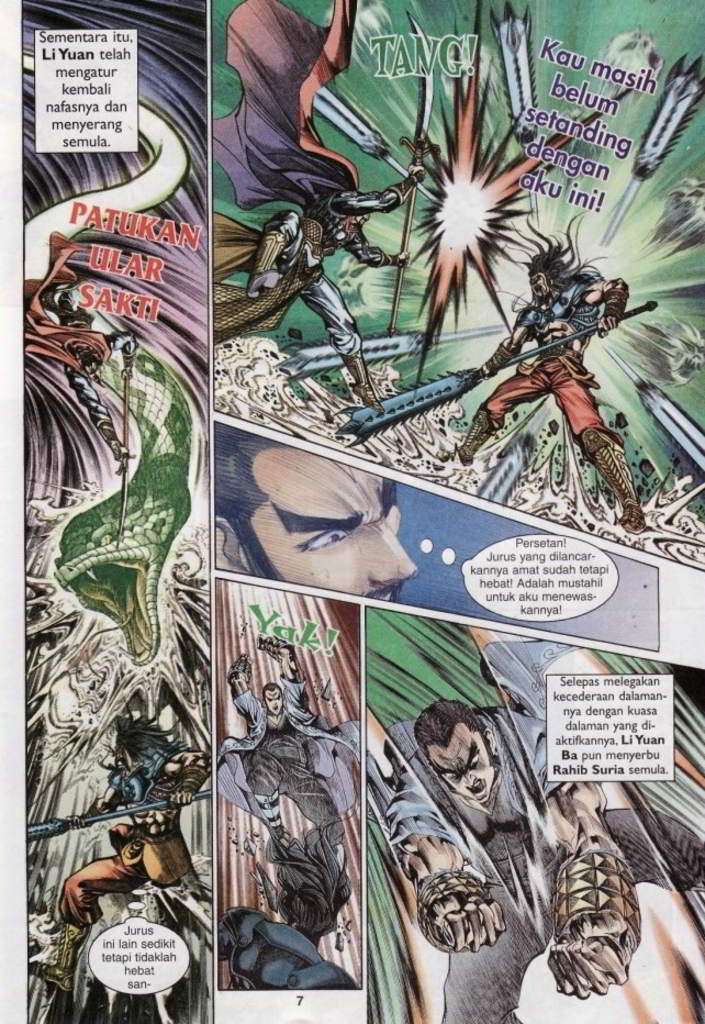 Sementara itu,
Li Yuan telah
mengatur
kembali
nafasnya dan
menyerang
semula.
PATUKAN
ULAR
SAKTI
Jurus
ini lain sedikit
tetapi tidaklah
hebat
san-
TANG!
Kau masih
belum
setanding
dengan
aku ini!
Persetan!
Jurus yang dilancar-
kannya amat sudah tetapi
hebat! Adalah mustahil
untuk aku menewas-
kannya!
Yak!
Selepas melegakan
kecederaan dalaman-
nya dengan kuasa
dalaman yang di-
aktifkannya, Li Yuan
Ba pun menyerbu
Rahib Suria semula.
7